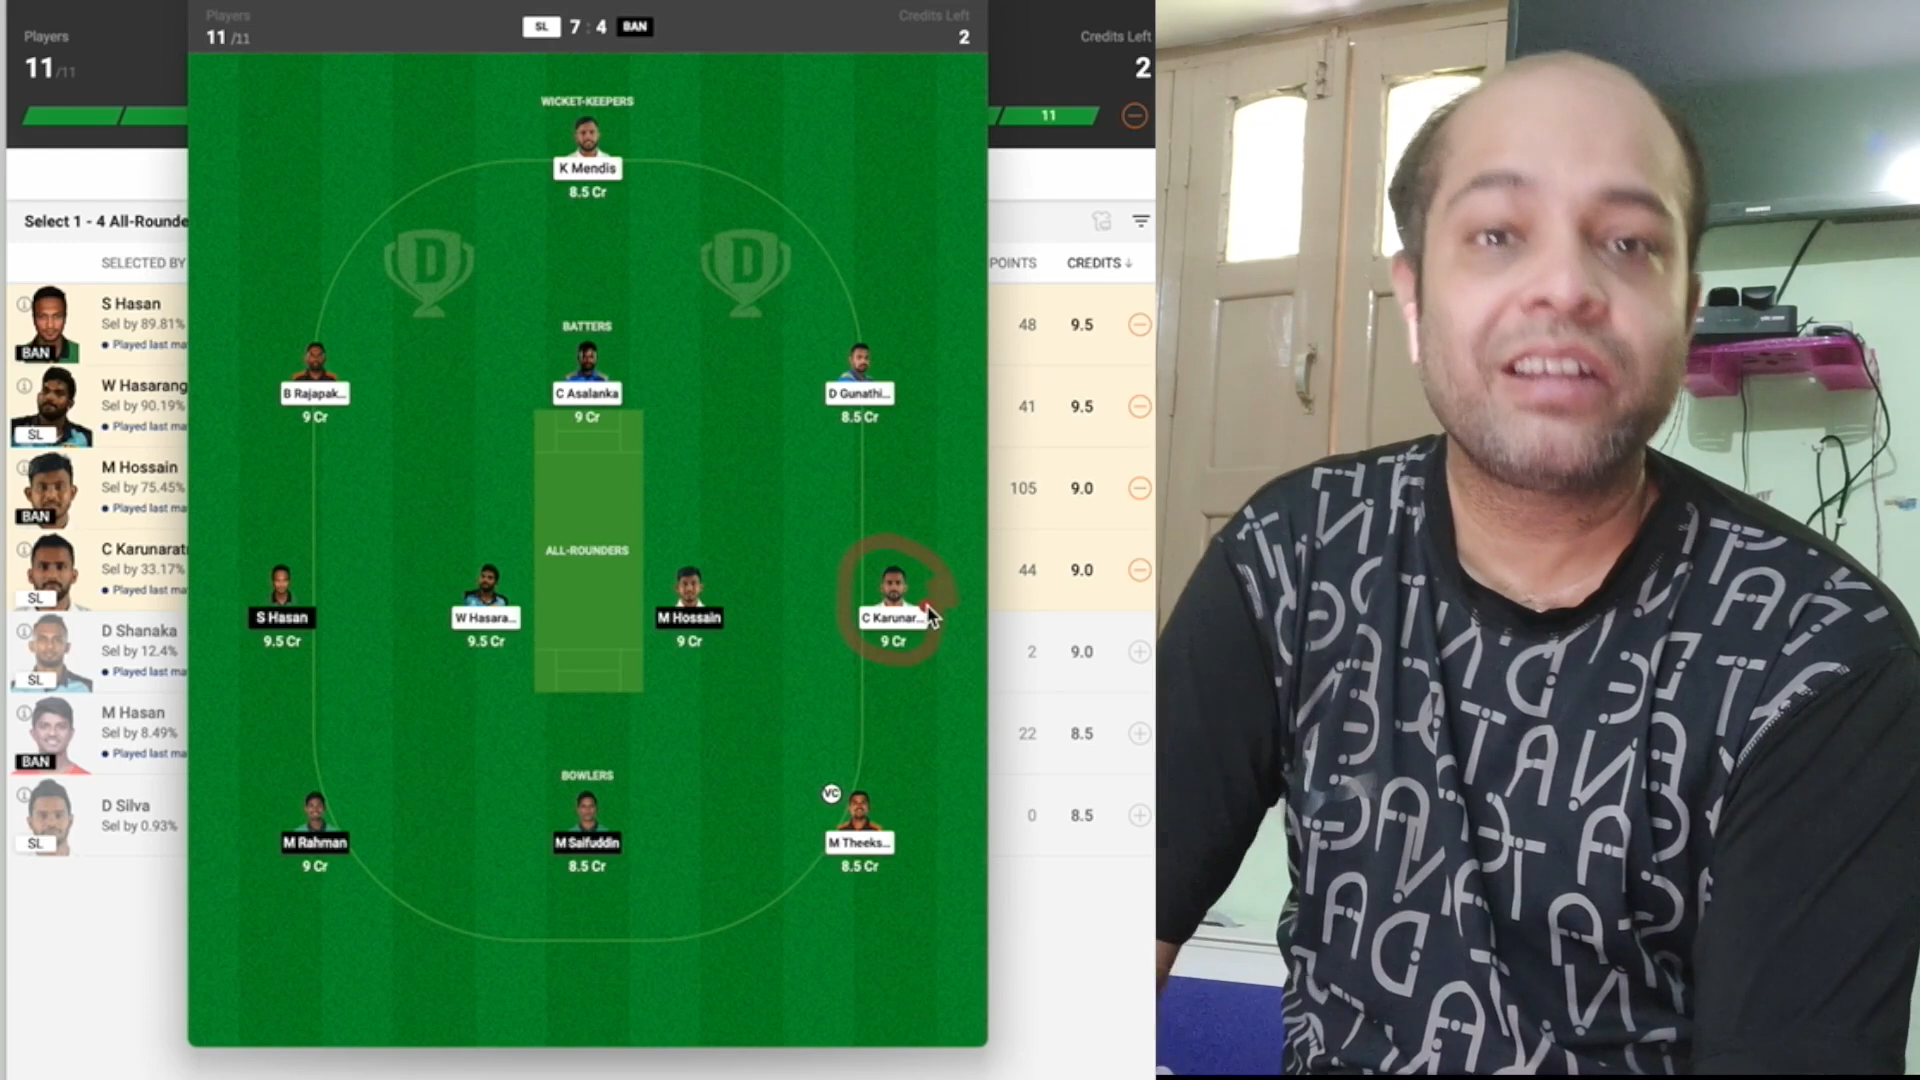 Players
11 /11
SL 7 : 4 BAN
Credits Left
2
Players
11 /11
Credits Left
2
11
WICKET-KEEPERS
K Mendis
8.5 Cr
D
D
BATTERS
B Rajapak...
9 Cr
C Asalanka
9 Cr
D Gunathi...
8.5 Cr
ALL-ROUNDERS
S Hasan
9.5 Cr
W Hasara...
9.5 Cr
M Hossain
9 Cr
C Karunar...
9 Cr
BOWLERS
M Rahman
9 Cr
M Saifuddin
8.5 Cr
VC
M Theeks...
8.5 Cr
Select 1 - 4 All-Rounde
SELECTED BY
POINTS
CREDITS ↓
S Hasan
Sel by 89.81%
Played last ma
BAN
48
9.5
W Hasarang
Sel by 90.19%
Played last ma
SL
41
9.5
M Hossain
Sel by 75.45%
Played last ma
BAN
105
9.0
C Karunarat
Sel by 33.17%
Played last ma
SL
44
9.0
D Shanaka
Sel by 12.4%
Played last ma
SL
2
9.0
M Hasan
Sel by 8.49%
Played last ma
BAN
22
8.5
D Silva
Sel by 0.93%
SL
0
8.5